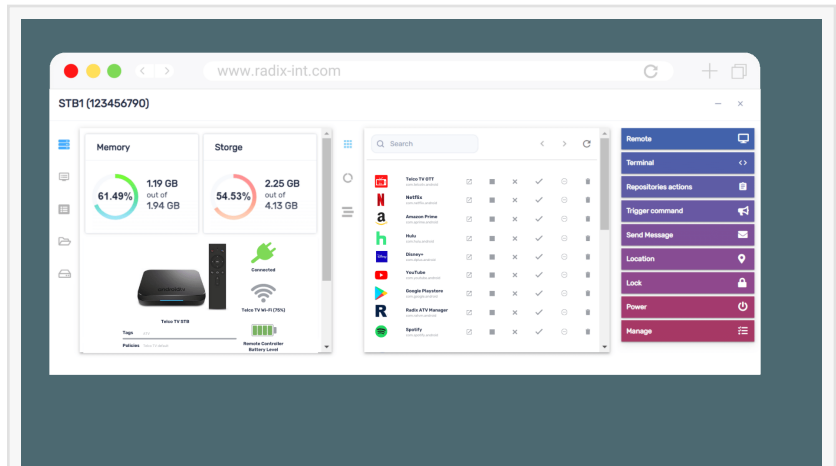 www.radix-int.com
STB1 (123456790)
Memory
61.49%
1.19 GB
out of
1.94 GB
Storge
54.53%
2.25 GB
out of
4.13 GB
androidtv
Telco TV STB
Connected
Telco TV Wi-Fi (75%)
Remote Controller
Battery Level
Tags
Policies
Search
Telco TV OTT
Netflix
Amazon Prime
Hulu
Disney+
YouTube
Google Playstore
Radix ATV Manager
Spotify
Remote
Terminal
Repositories actions
Trigger command
Send Message
Location
Lock
Power
Manage